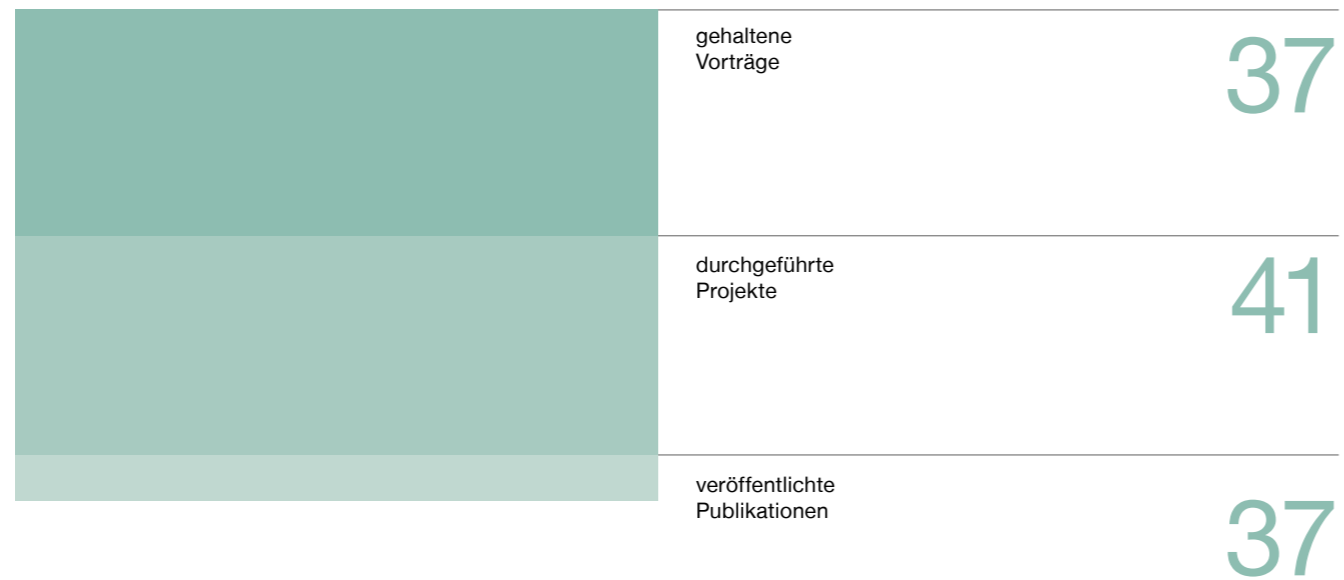 gehaltene
Vorträge
37
durchgeführte
Projekte
41
veröffentlichte
Publikationen
37